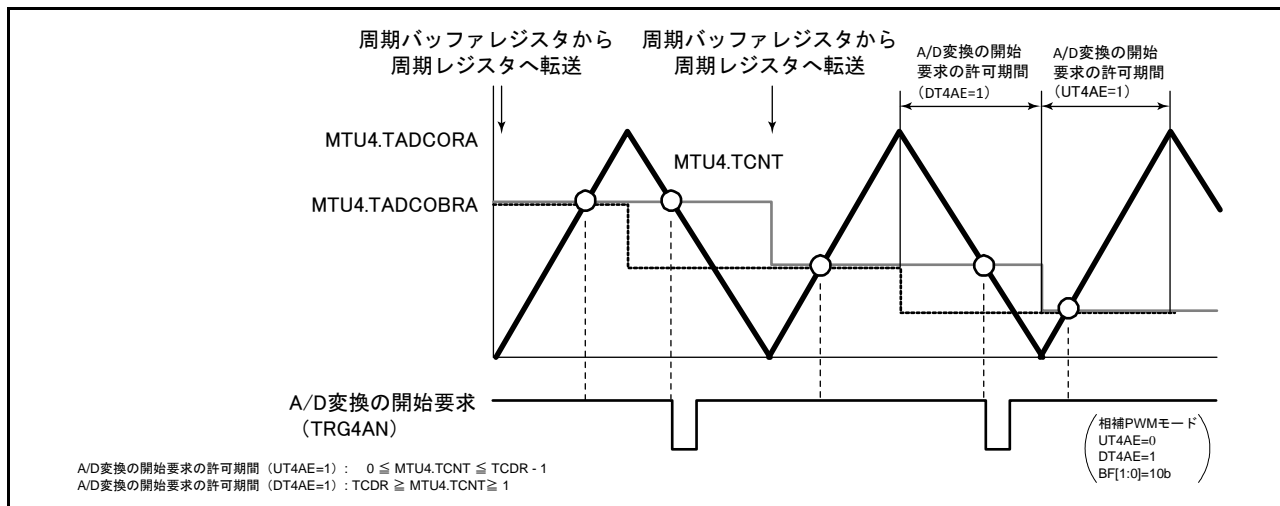 周期バッファレジスタから
周期レジスタへ転送
周期バッファレジスタから
周期レジスタへ転送
A/D変換の開始
要求の許可期間
(DT4AE=1)
A/D変換の開始
要求の許可期間
(UT4AE=1)
MTU4.TADCORA
MTU4.TCNT
MTU4.TADCOBRA
A/D変換の開始要求
(TRG4AN)
相補PWMモード
UT4AE=0
DT4AE=1
BF[1:0]=10b
A/D変換の開始要求の許可期間(UT4AE=1): 0 ≦ MTU4.TCNT ≦ TCDR - 1
A/D変換の開始要求の許可期間(DT4AE=1): TCDR ≧ MTU4.TCNT≧ 1